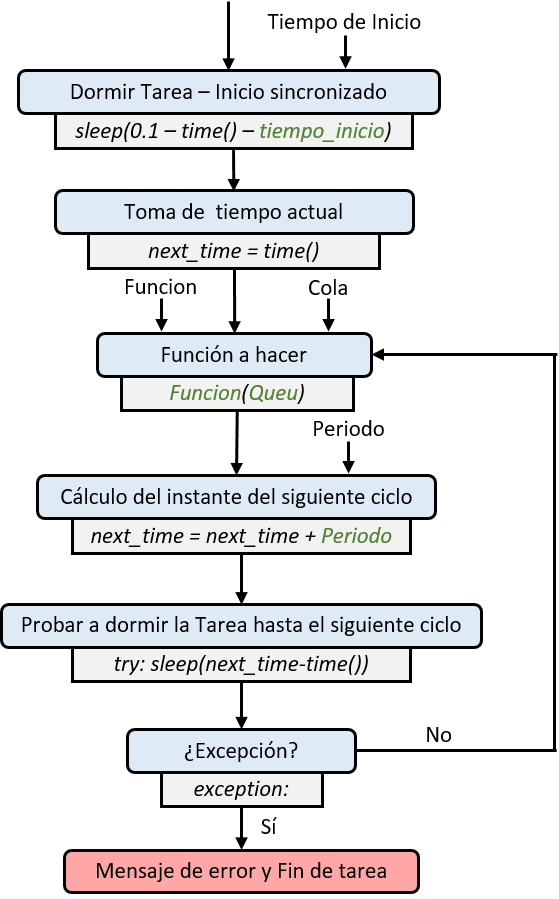 Tiempo de Inicio
Dormir Tarea – Inicio sincronizado
sleep(0.1 – time() – tiempo_inicio)
Toma de tiempo actual
next_time = time()
Funcion
Cola
Función a hacer
Funcion(Queu)
Periodo
Cálculo del instante del siguiente ciclo
next_time = next_time + Periodo
Probar a dormir la Tarea hasta el siguiente ciclo
try: sleep(next_time-time())
No
¿Excepción?
exception:
Sí
Mensaje de error y Fin de tarea